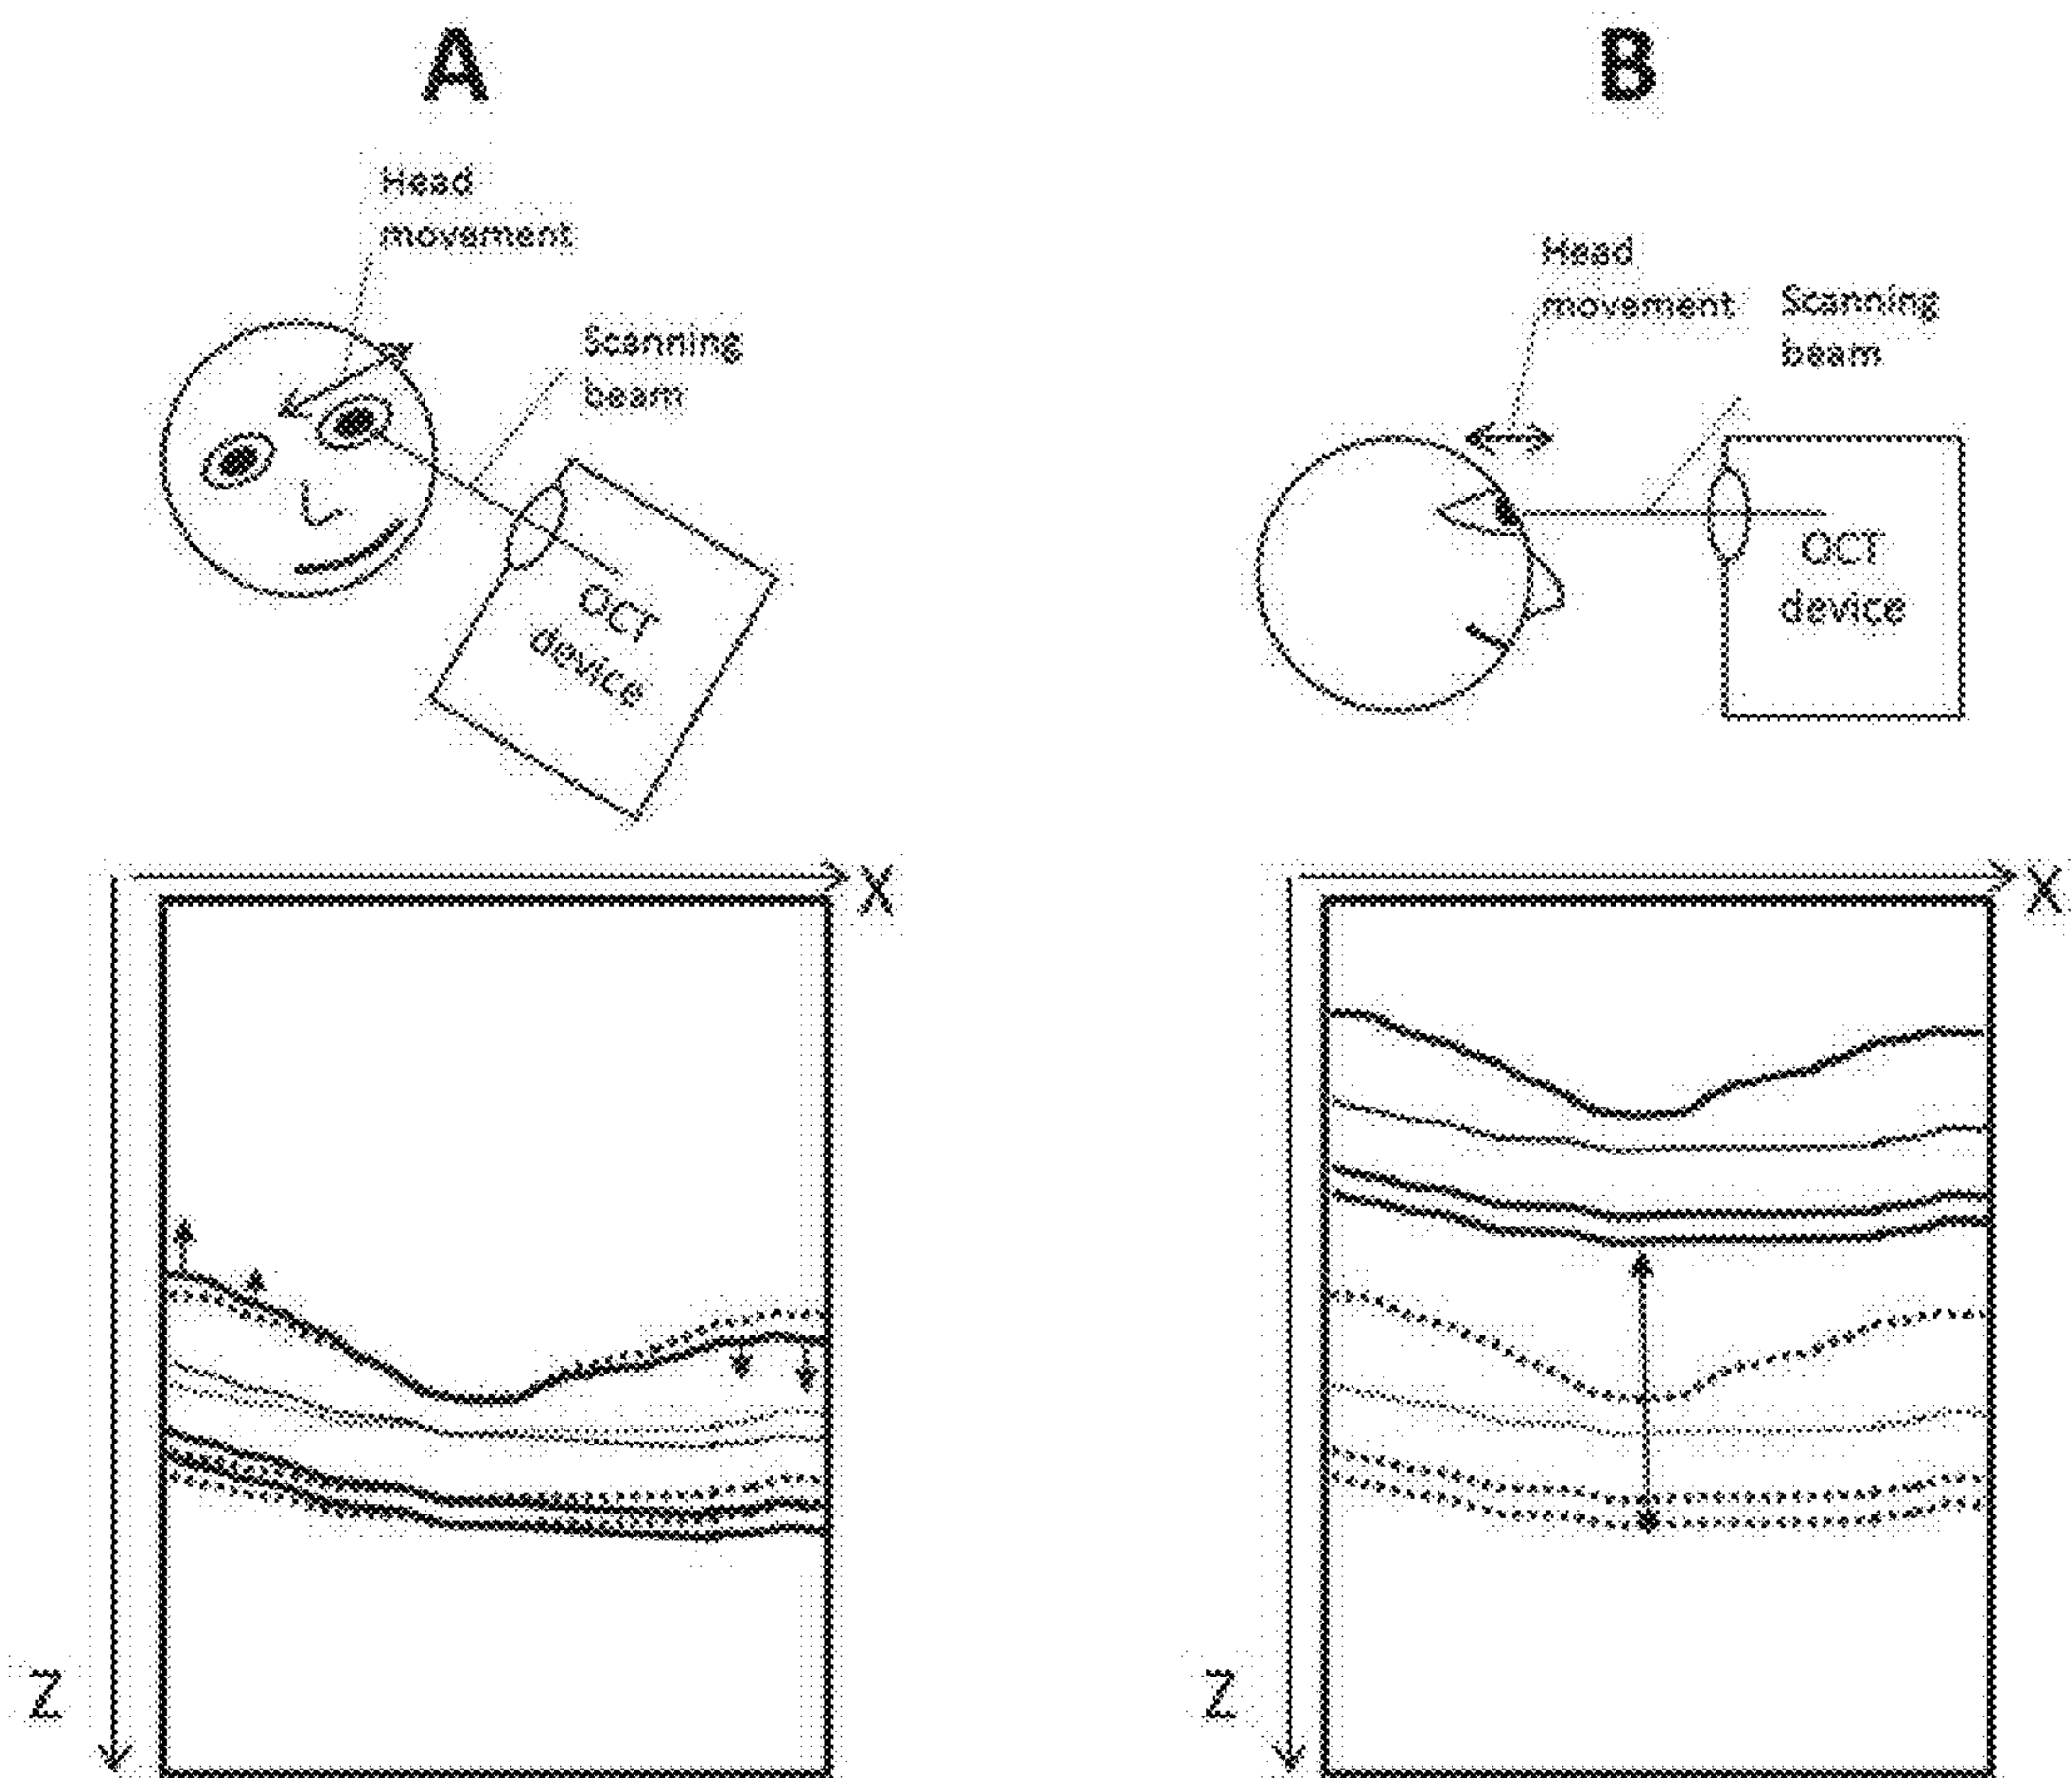 A
Head
movement
Scanning
beam
OCT
device
X
Z
B
Head
movement
Scanning
beam
OCT
device
X
Z